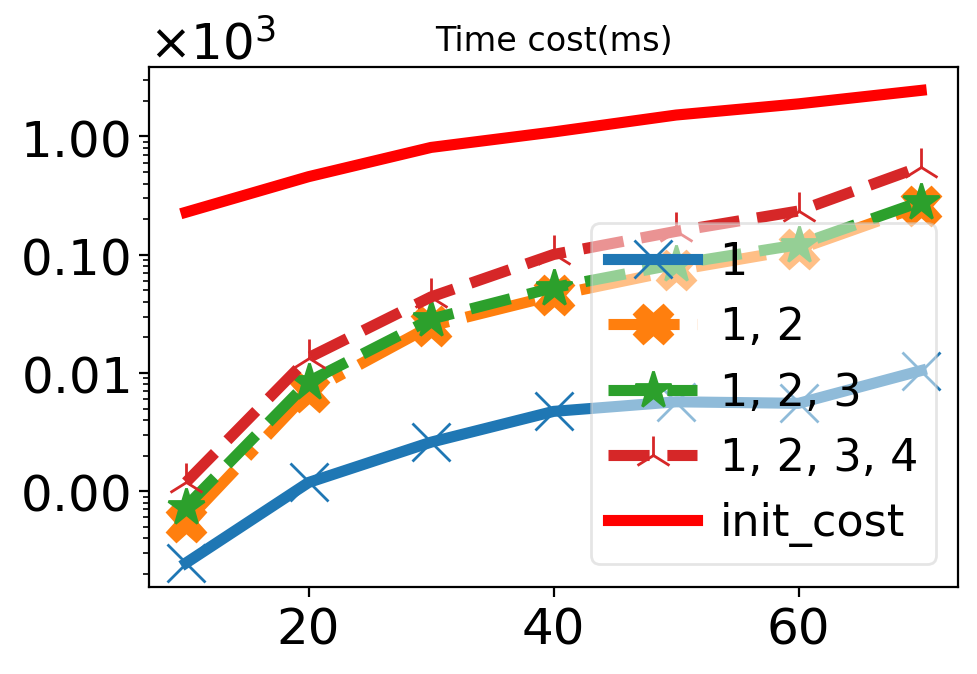 ×10³
Time cost(ms)
1.00
0.10
0.01
0.00
1
1, 2
1, 2, 3
1, 2, 3, 4
init_cost
20
40
60